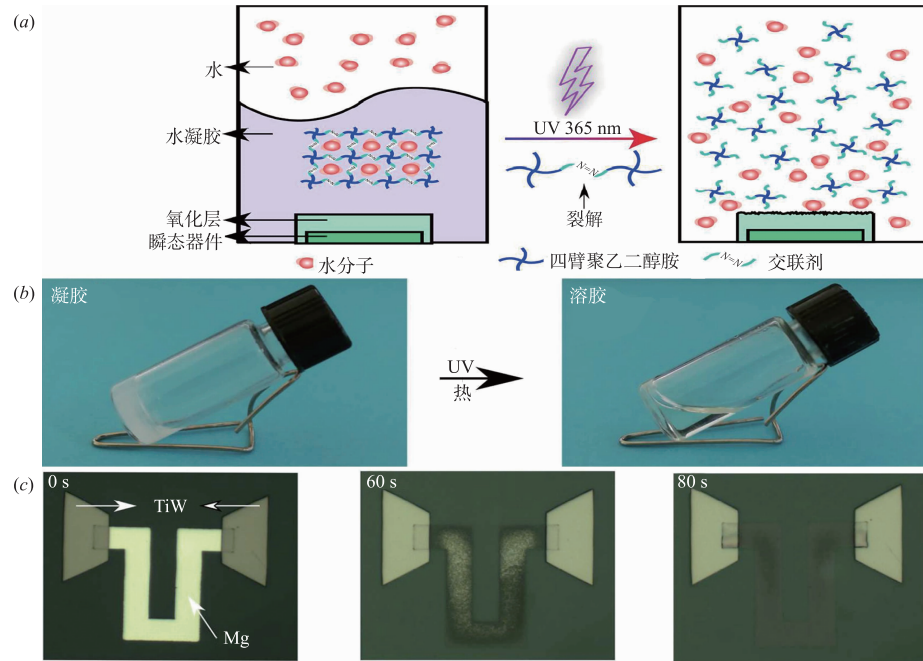 (a)
水
水凝胶
氧化层
瞬态器件
水分子
UV 365 nm
N=N
裂解
四臂聚乙二醇胺
N=N
交联剂
(b)
凝胶
UV
热
溶胶
(c)
0 s
TiW
Mg
60 s
80 s